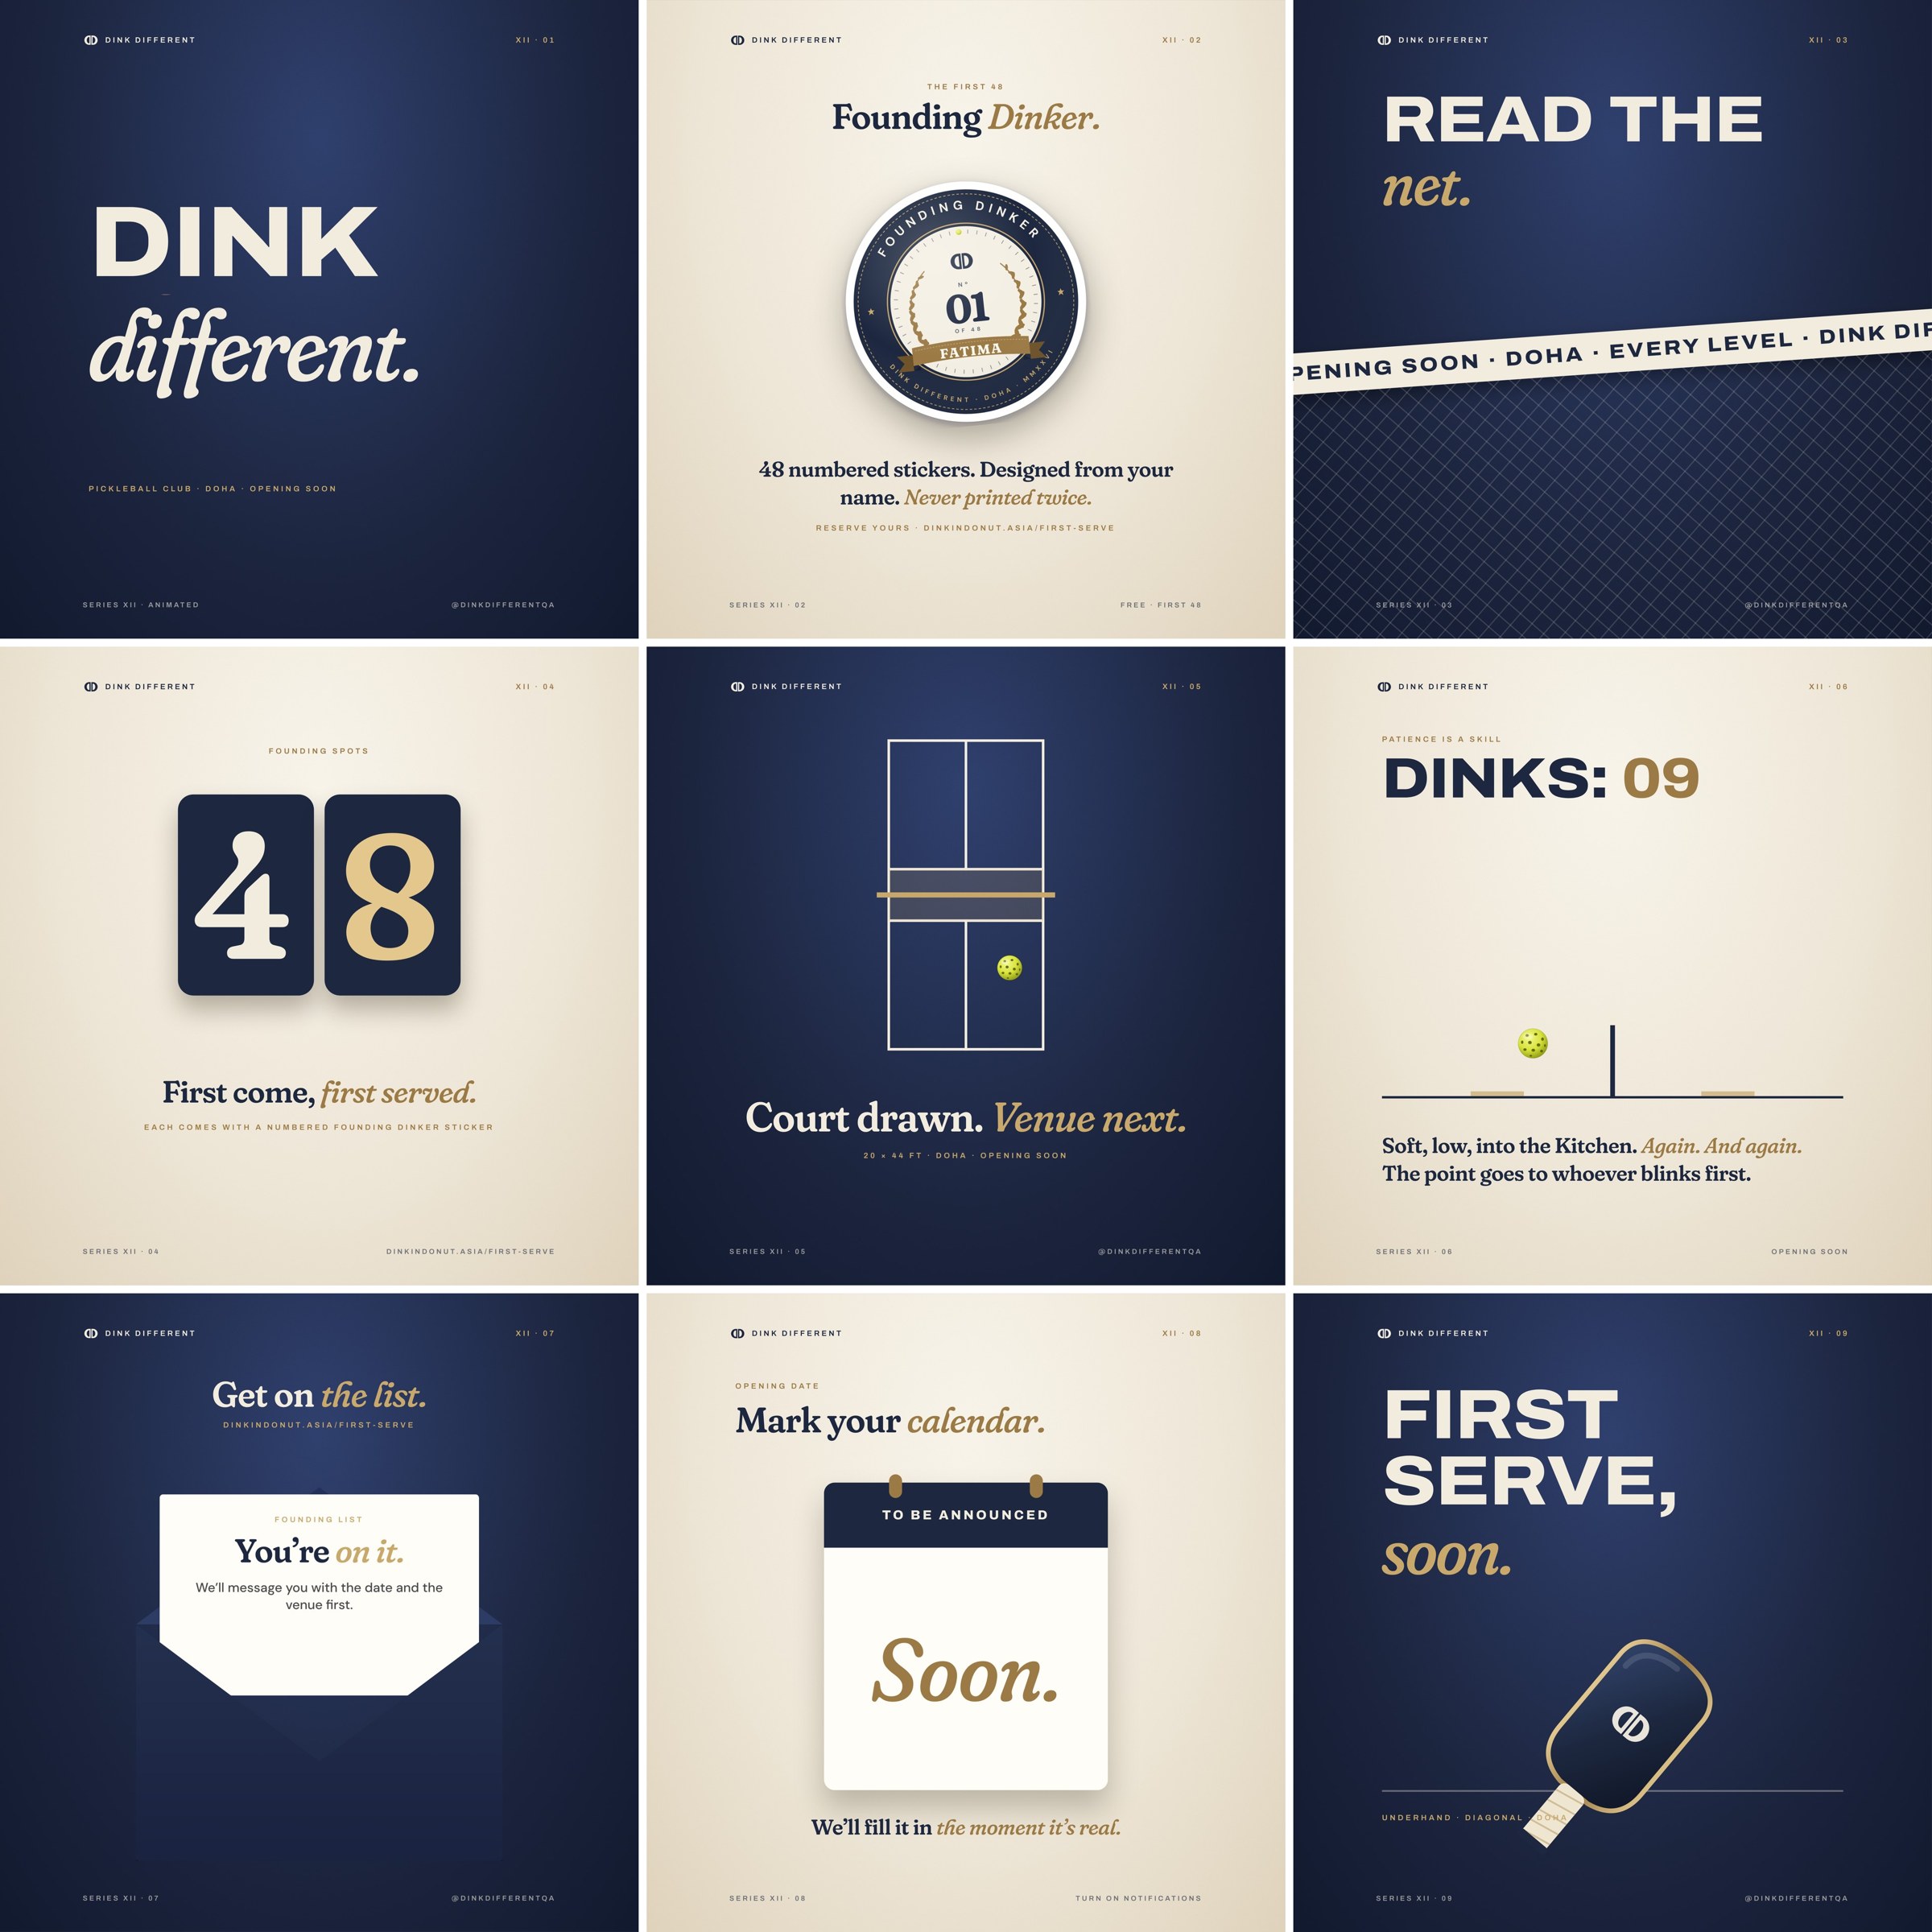 DINK DIFFERENT
XII · 01
DINK
different.
PICKLEBALL CLUB · DOHA · OPENING SOON
SERIES XII · ANIMATED
@DINKDIFFERENTQA
DINK DIFFERENT
XII · 02
THE FIRST 48
Founding Dinker.
FOUNDING DINKER
N°
01
OF 48
FATIMA
DINK DIFFERENT · DOHA · MMXXVI
48 numbered stickers. Designed from your
name. Never printed twice.
RESERVE YOURS · DINKINDONUT.ASIA/FIRST-SERVE
SERIES XII · 02
FREE · FIRST 48
DINK DIFFERENT
XII · 03
READ THE
net.
PENING SOON · DOHA · EVERY LEVEL · DINK DIF
SERIES XII · 03
@DINKDIFFERENTQA
DINK DIFFERENT
XII · 04
FOUNDING SPOTS
48
First come, first served.
EACH COMES WITH A NUMBERED FOUNDING DINKER STICKER
SERIES XII · 04
DINKINDONUT.ASIA/FIRST-SERVE
DINK DIFFERENT
XII · 05
Court drawn. Venue next.
20 × 44 FT · DOHA · OPENING SOON
SERIES XII · 05
@DINKDIFFERENTQA
DINK DIFFERENT
XII · 06
PATIENCE IS A SKILL
DINKS: 09
Soft, low, into the Kitchen. Again. And again.
The point goes to whoever blinks first.
SERIES XII · 06
OPENING SOON
DINK DIFFERENT
XII · 07
Get on the list.
DINKINDONUT.ASIA/FIRST-SERVE
FOUNDING LIST
You're on it.
We'll message you with the date and the
venue first.
SERIES XII · 07
@DINKDIFFERENTQA
DINK DIFFERENT
XII · 08
OPENING DATE
Mark your calendar.
TO BE ANNOUNCED
Soon.
We'll fill it in the moment it's real.
SERIES XII · 08
TURN ON NOTIFICATIONS
DINK DIFFERENT
XII · 09
FIRST
SERVE,
soon.
UNDERHAND · DIAGONAL · DOHA
SERIES XII · 09
@DINKDIFFERENTQA